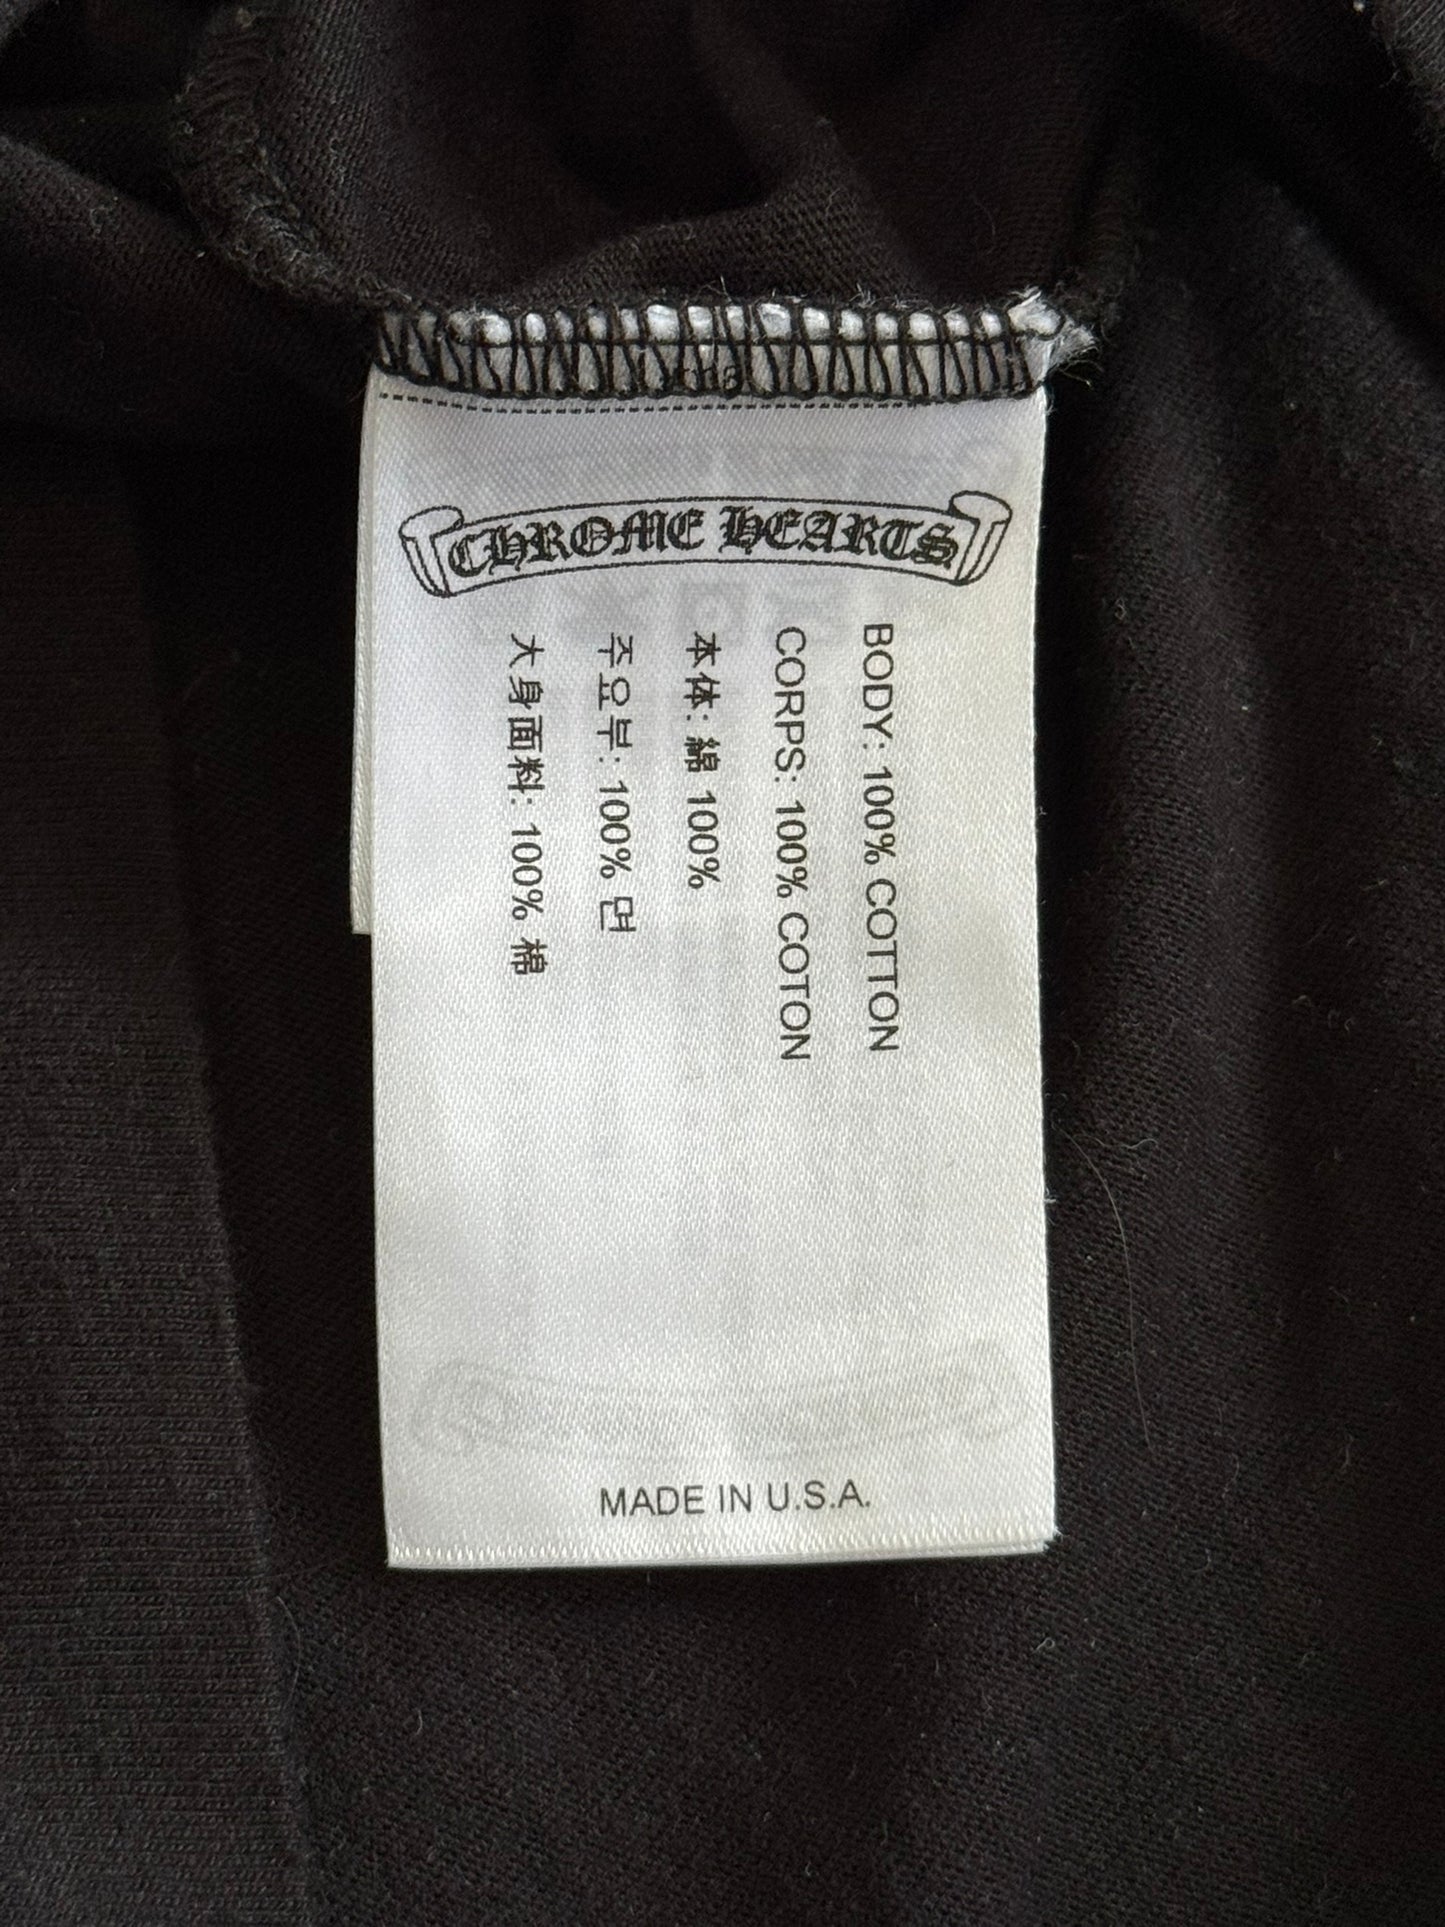 CHROME HEARTS
BODY: 100% COTTON
CORPS: 100% COTON
本体: 綿 100%
주요부: 100% 면
大身面料: 100% 棉
MADE IN U.S.A.